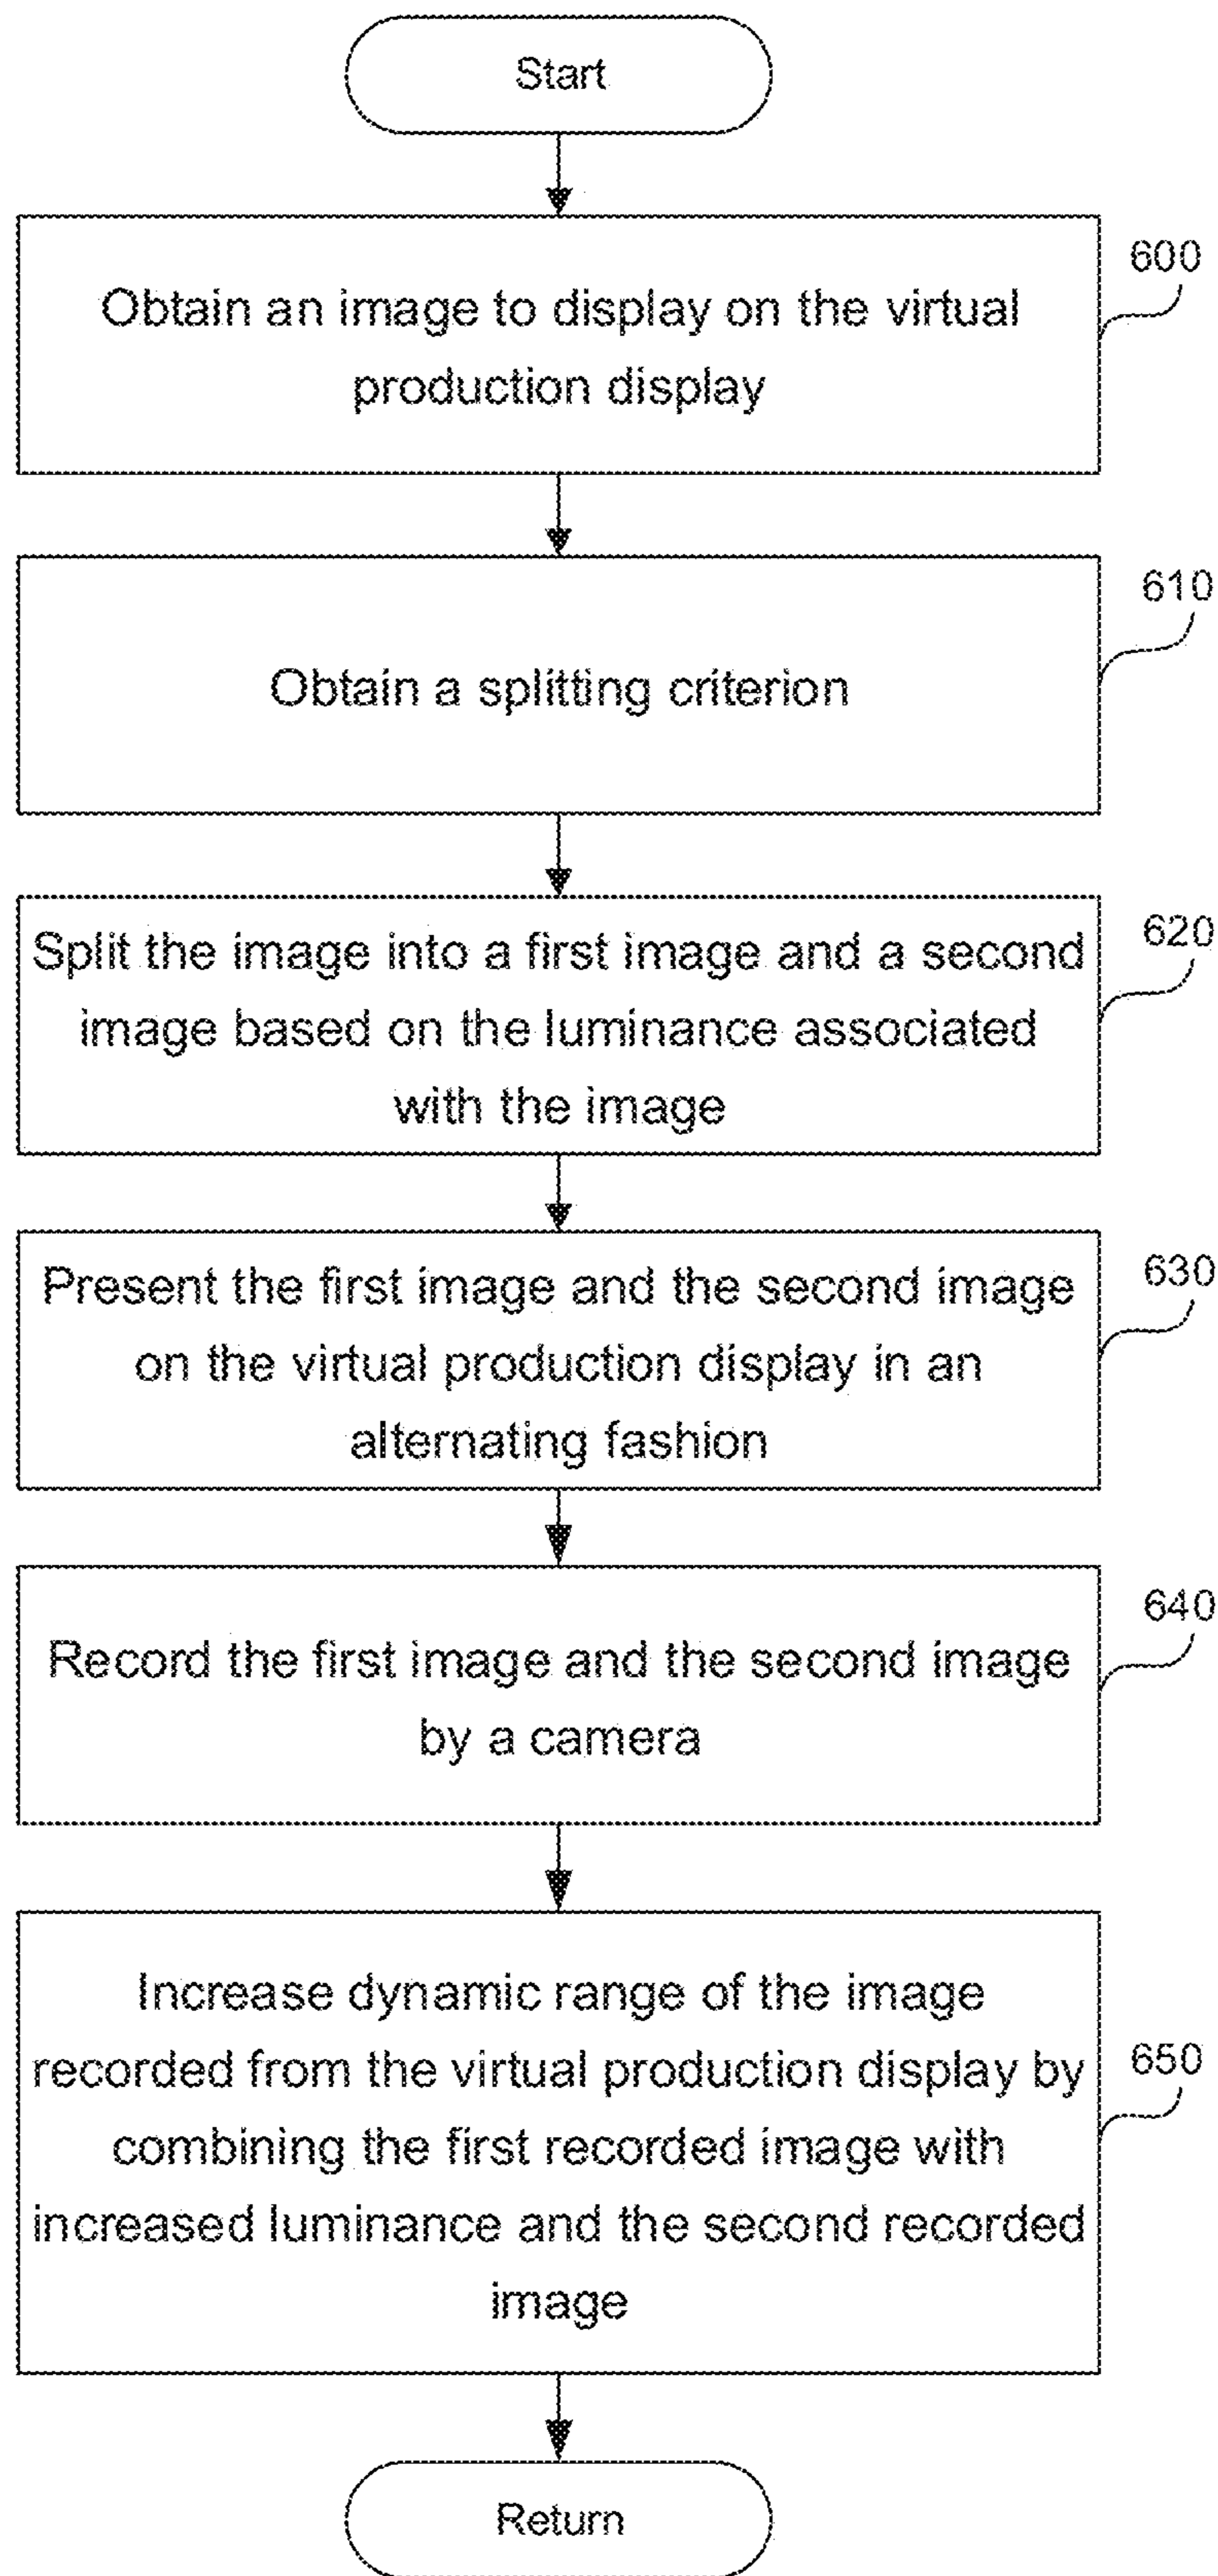 Start
600
Obtain an image to display on the virtual
production display
610
Obtain a splitting criterion
620
Split the image into a first image and a second
image based on the luminance associated
with the image
630
Present the first image and the second image
on the virtual production display in an
alternating fashion
640
Record the first image and the second image
by a camera
650
Increase dynamic range of the image
recorded from the virtual production display by
combining the first recorded image with
increased luminance and the second recorded
image
Return